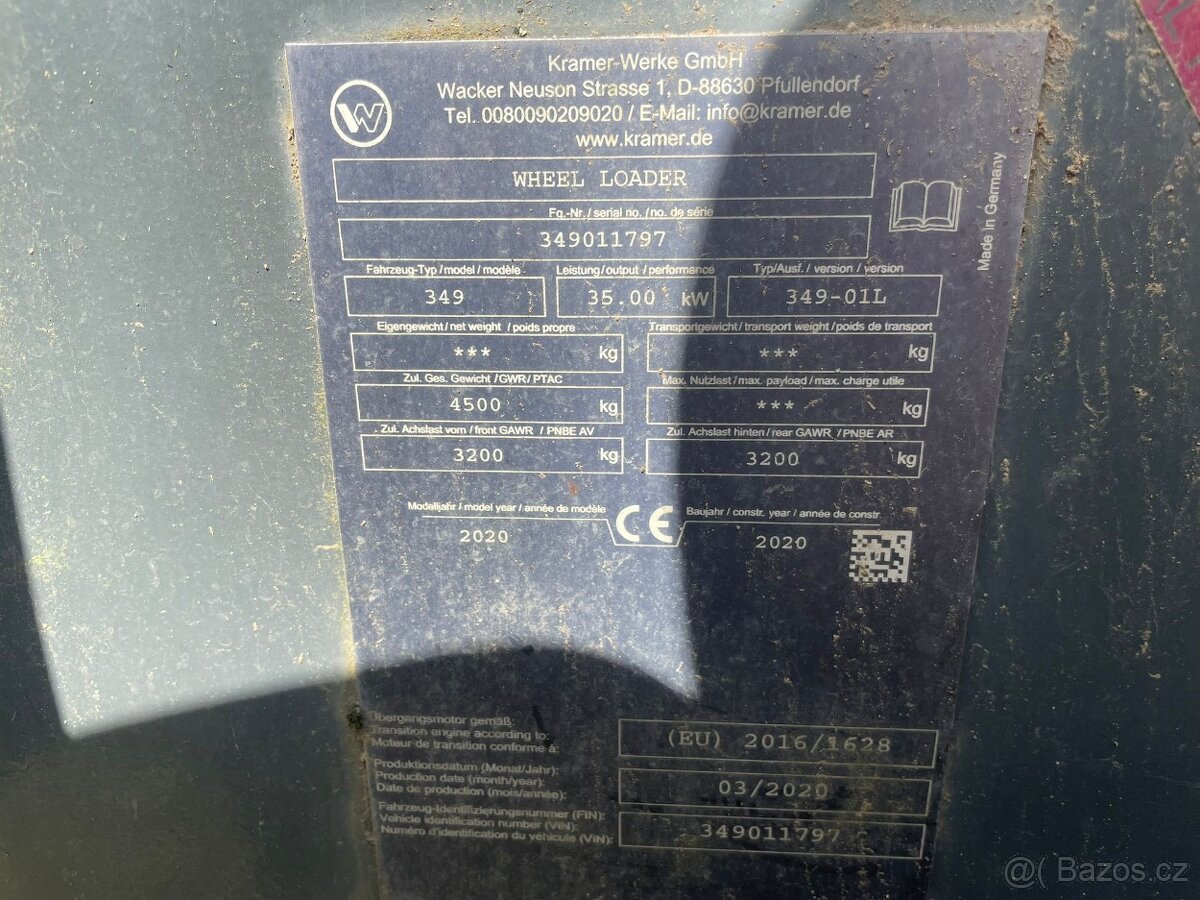 Kramer-Werke GmbH
Wacker Neuson Strasse 1, D-88630 Pfullendorf
Tel. 0080090209020 / E-Mail: info@kramer.de
www.kramer.de
W
WHEEL LOADER
Fq.-Nr./serial no./no. de série
349011797
Made in Germany
Fahrzeug-Typ/model/modèle
Leistung/output/performance
Typ/Ausf./version/version
349
35.00 kW
349-01L
Eigengewicht/net weight/poids propre
Transportgewicht/transport weight/poids de transport
*** kg
*** kg
Zul. Ges. Gewicht/GWR/PTAC
Max. Nutzlast/max. payload/max. charge utile
4500 kg
*** kg
Zul. Achslast vorn/front GAWR /PNBE AV
Zul. Achslast hinten/rear GAWR /PNBE AR
3200 kg
3200 kg
Modelljahr/model year/année de modèle
CE
Baujahr/constr. year/année de constr.
2020
2020
Übergangsmotor gemäß:
Transition engine according to:
Moteur de transition conforme à:
(EU) 2016/1628
Produktionsdatum (Monat/Jahr):
Production date (month/year):
Date de production (mois/année):
03/2020
Fahrzeug-Identifizierungsnummer (FIN):
Vehicle identification number (VIN):
Numéro d'identification du véhicule (VIN):
349011797
Bazos.cz